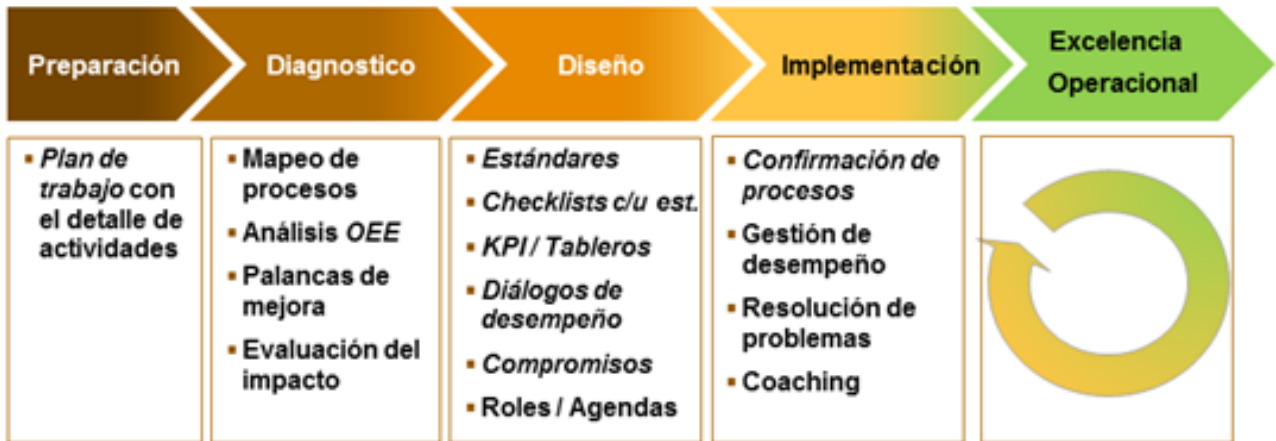 Preparación
Diagnostico
Diseño
Implementación
Excelencia
Operacional
▪ Plan de
trabajo con
el detalle de
actividades
▪ Mapeo de
procesos
▪ Análisis OEE
▪ Palancas de
mejora
▪ Evaluación del
impacto
▪ Estándares
▪ Checklists c/u est.
▪ KPI / Tableros
▪ Diálogos de
desempeño
▪ Compromisos
▪ Roles / Agendas
▪ Confirmación de
procesos
▪ Gestión de
desempeño
▪ Resolución de
problemas
▪ Coaching